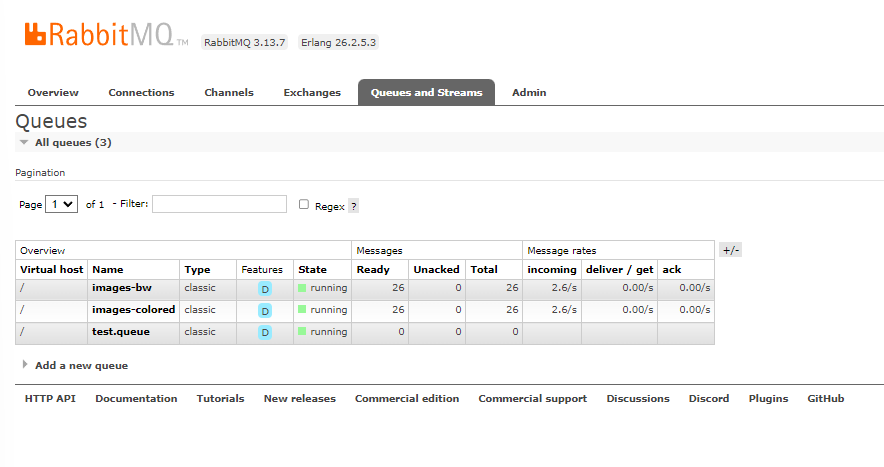 RabbitMQ TM RabbitMQ 3.13.7 Erlang 26.2.5.3
Overview Connections Channels Exchanges Queues and Streams Admin
Queues
All queues (3)
Pagination
Page 1 of 1 - Filter: Regex ?
Overview Messages Message rates +/-
Virtual host Name Type Features State Ready Unacked Total incoming deliver / get ack
/ images-bw classic D running 26 0 26 2.6/s 0.00/s 0.00/s
/ images-colored classic D running 26 0 26 2.6/s 0.00/s 0.00/s
/ test.queue classic D running 0 0 0
Add a new queue
HTTP API Documentation Tutorials New releases Commercial edition Commercial support Discussions Discord Plugins GitHub